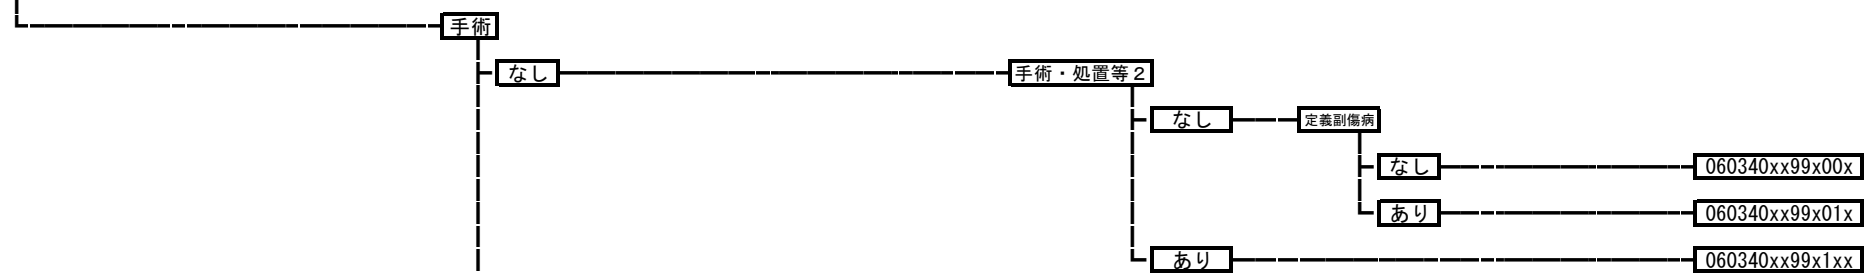 手術
なし 手術・処置等２
なし 定義副傷病
なし 060340xx99x00x
あり 060340xx99x01x
あり 060340xx99x1xx